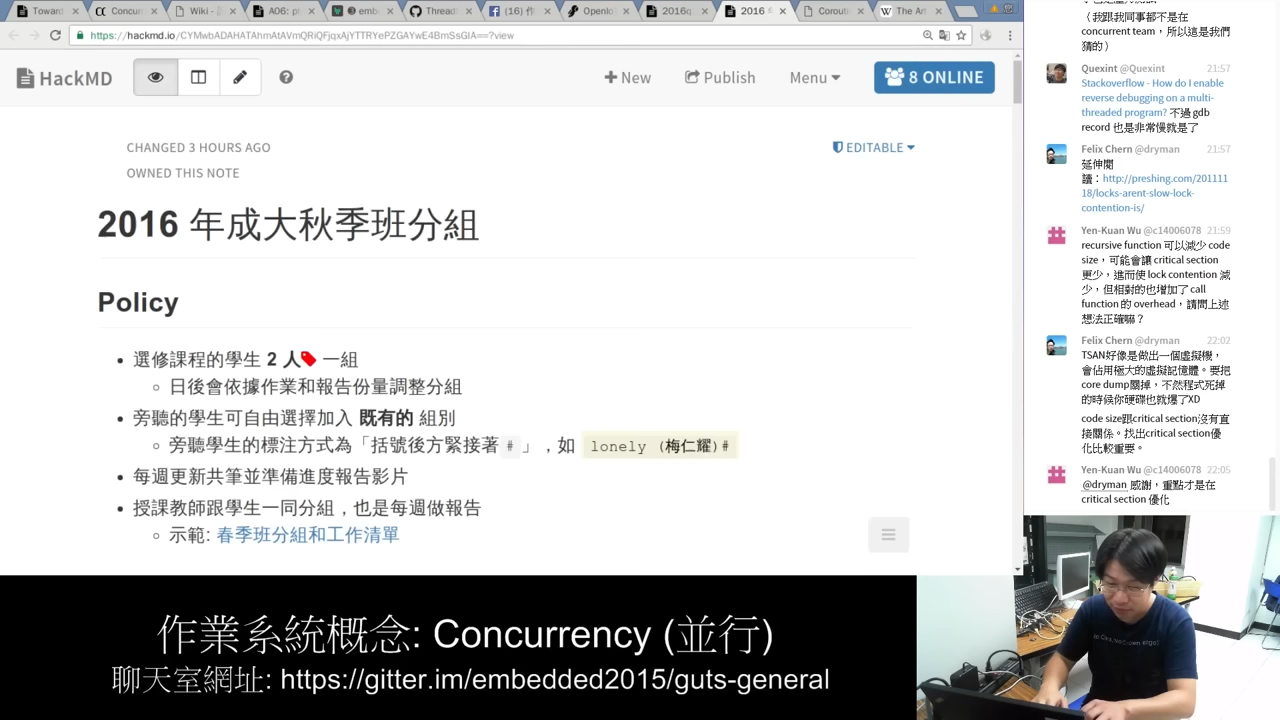 Toward
Concurr
Wiki -
A06: p
emb
Thread
(16) 作
Openlo
2016q
2016
Corout
The Ar
https://hackmd.io/CYMwbADAHATAhmAtAVmQRiQFjqxAjYTTRYePZGAYwE4BmSsGIA==?view
HackMD
New
Publish
Menu
8 ONLINE
CHANGED 3 HOURS AGO
EDITABLE
OWNED THIS NOTE
2016 年成大秋季班分組
Policy
選修課程的學生 2 人 一組
日後會依據作業和報告份量調整分組
旁聽的學生可自由選擇加入 既有的 組別
旁聽學生的標注方式為「括號後方緊接著 # 」，如 lonely (梅仁耀)#
每週更新共筆並準備進度報告影片
授課教師跟學生一同分組，也是每週做報告
示範: 春季班分組和工作清單
（我跟我同事都不是在
concurrent team，所以這是我們
猜的）
Quexint @Quexint 21:57
Stackoverflow - How do I enable
reverse debugging on a multi-
threaded program? 不過 gdb
record 也是非常慢就是了
Felix Chern @dryman 21:57
延伸閱
讀：http://preshing.com/201111
18/locks-arent-slow-lock-
contention-is/
Yen-Kuan Wu @c14006078 21:59
recursive function 可以減少 code
size，可能會讓 critical section
更少，進而使 lock contention 減
少，但相對的也增加了 call
function 的 overhead，請問上述
想法正確嘛？
Felix Chern @dryman 22:02
TSAN好像是做出一個虛擬機，
會佔用極大的虛擬記憶體。要把
core dump關掉，不然程式死掉
的時候你硬碟也就爆了XD
code size跟critical section沒有直
接關係。找出critical section優
化比較重要。
Yen-Kuan Wu @c14006078 22:05
@dryman 感謝，重點才是在
critical section 優化
作業系統概念: Concurrency (並行)
聊天室網址: https://gitter.im/embedded2015/guts-general